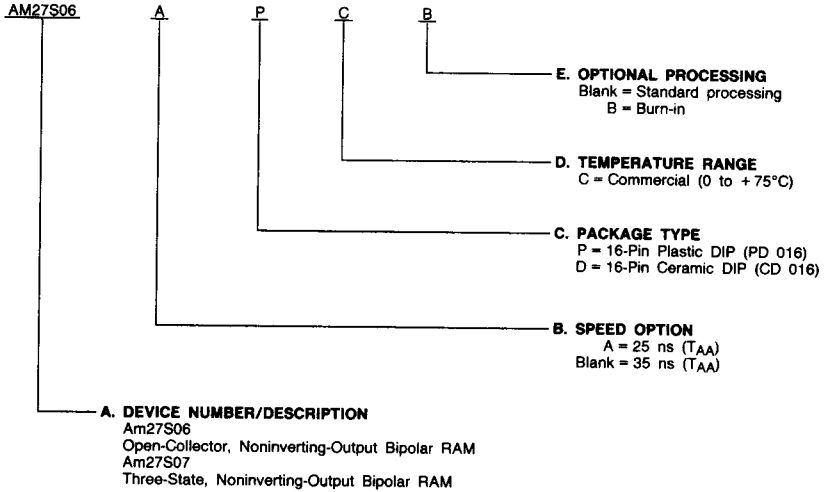 AM27S06 A P C B
E. OPTIONAL PROCESSING
Blank = Standard processing
B = Burn-in
D. TEMPERATURE RANGE
C = Commercial (0 to +75°C)
C. PACKAGE TYPE
P = 16-Pin Plastic DIP (PD 016)
D = 16-Pin Ceramic DIP (CD 016)
B. SPEED OPTION
A = 25 ns (TAA)
Blank = 35 ns (TAA)
A. DEVICE NUMBER/DESCRIPTION
Am27S06
Open-Collector, Noninverting-Output Bipolar RAM
Am27S07
Three-State, Noninverting-Output Bipolar RAM